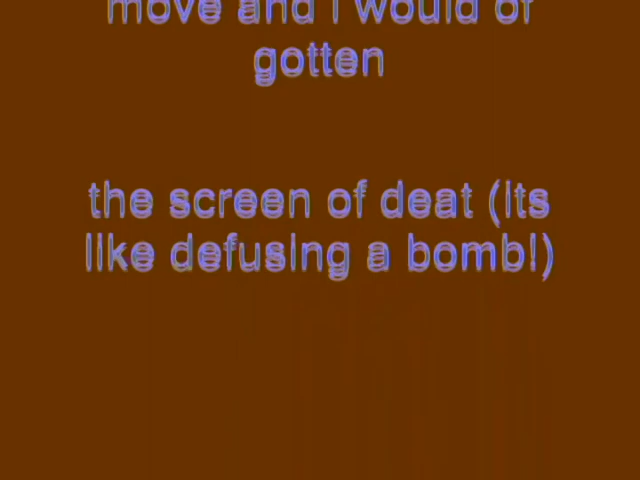 move and i would of
gotten
the screen of deat (its
like defusing a bomb!)